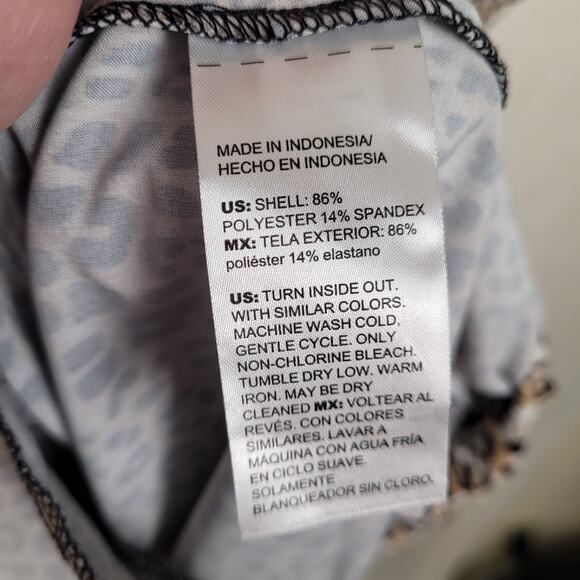 MADE IN INDONESIA/
HECHO EN INDONESIA
US: SHELL: 86%
POLYESTER 14% SPANDEX
MX: TELA EXTERIOR: 86%
poliéster 14% elastano
US: TURN INSIDE OUT.
WITH SIMILAR COLORS.
MACHINE WASH COLD,
GENTLE CYCLE. ONLY
NON-CHLORINE BLEACH.
TUMBLE DRY LOW. WARM
IRON. MAY BE DRY
CLEANED MX: VOLTEAR AL
REVÉS. CON COLORES
SIMILARES. LAVAR A
MÁQUINA CON AGUA FRÍA
EN CICLO SUAVE.
SOLAMENTE
BLANQUEADOR SIN CLORO.